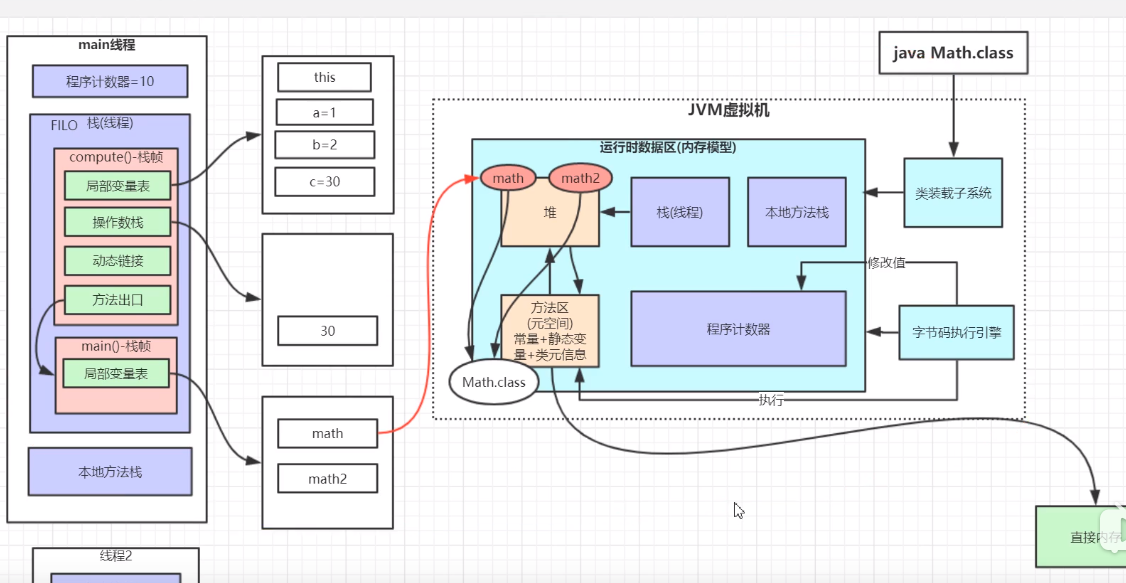 main线程
程序计数器=10
FILO 栈(线程)
compute()-栈帧
局部变量表
操作数栈
动态链接
方法出口
main()-栈帧
局部变量表
本地方法栈
线程2
this
a=1
b=2
c=30
30
math
math2
java Math.class
JVM虚拟机
运行时数据区(内存模型)
math
math2
堆
栈(线程)
本地方法栈
类装载子系统
修改值
方法区
(元空间)
常量+静态变
量+类元信息
程序计数器
字节码执行引擎
Math.class
执行
直接内存